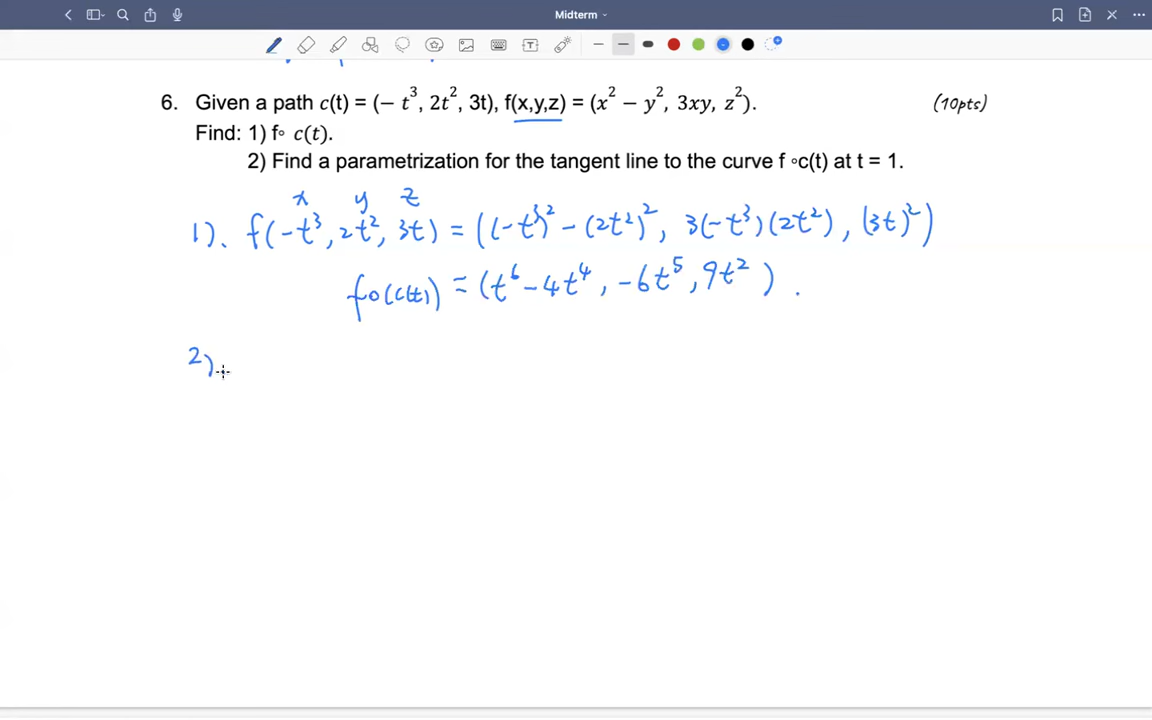 Midterm
6. Given a path c(t) = (− t³, 2t², 3t), f(x,y,z) = (x² − y², 3xy, z²). (10pts)
Find: 1) f∘ c(t).
2) Find a parametrization for the tangent line to the curve f ∘c(t) at t = 1.
x y z
1). f(-t³, 2t², 3t) = ((-t³)² - (2t²)², 3(-t³)(2t²), (3t)²)
fo(c(t)) = (t⁶ - 4t⁴, -6t⁵, 9t²).
2).